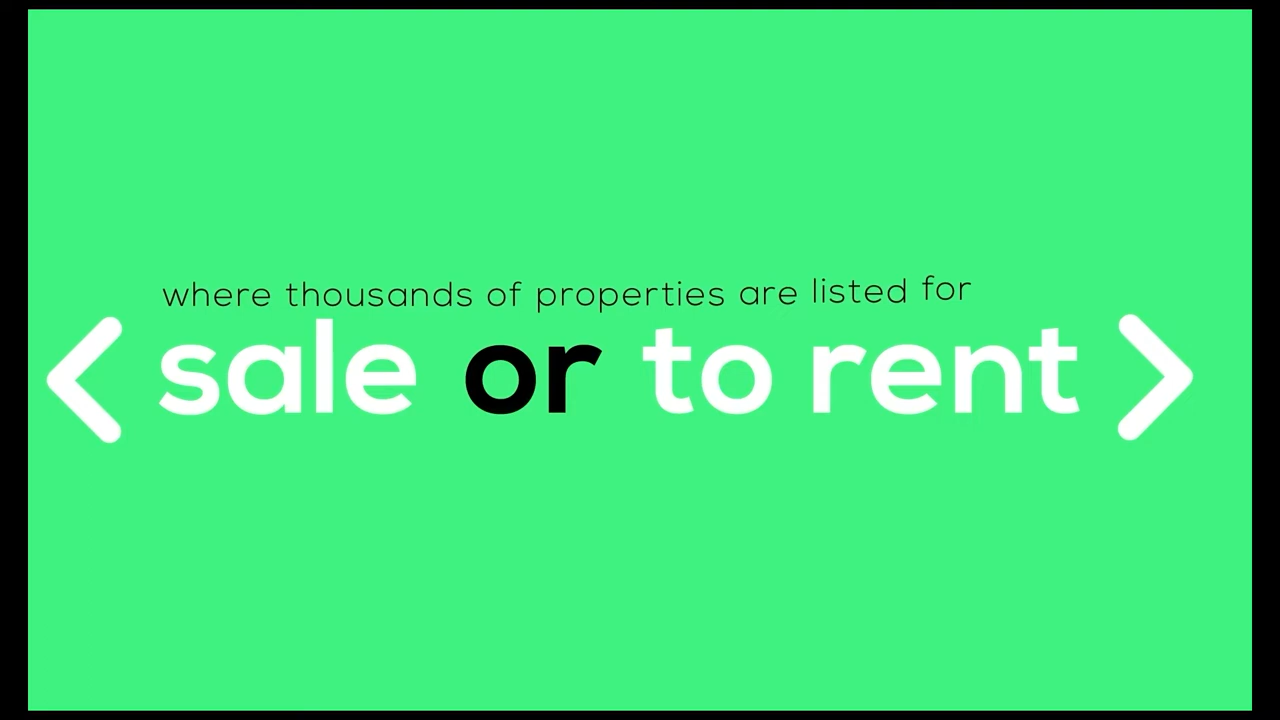 where thousands of properties are listed for
sale or to rent